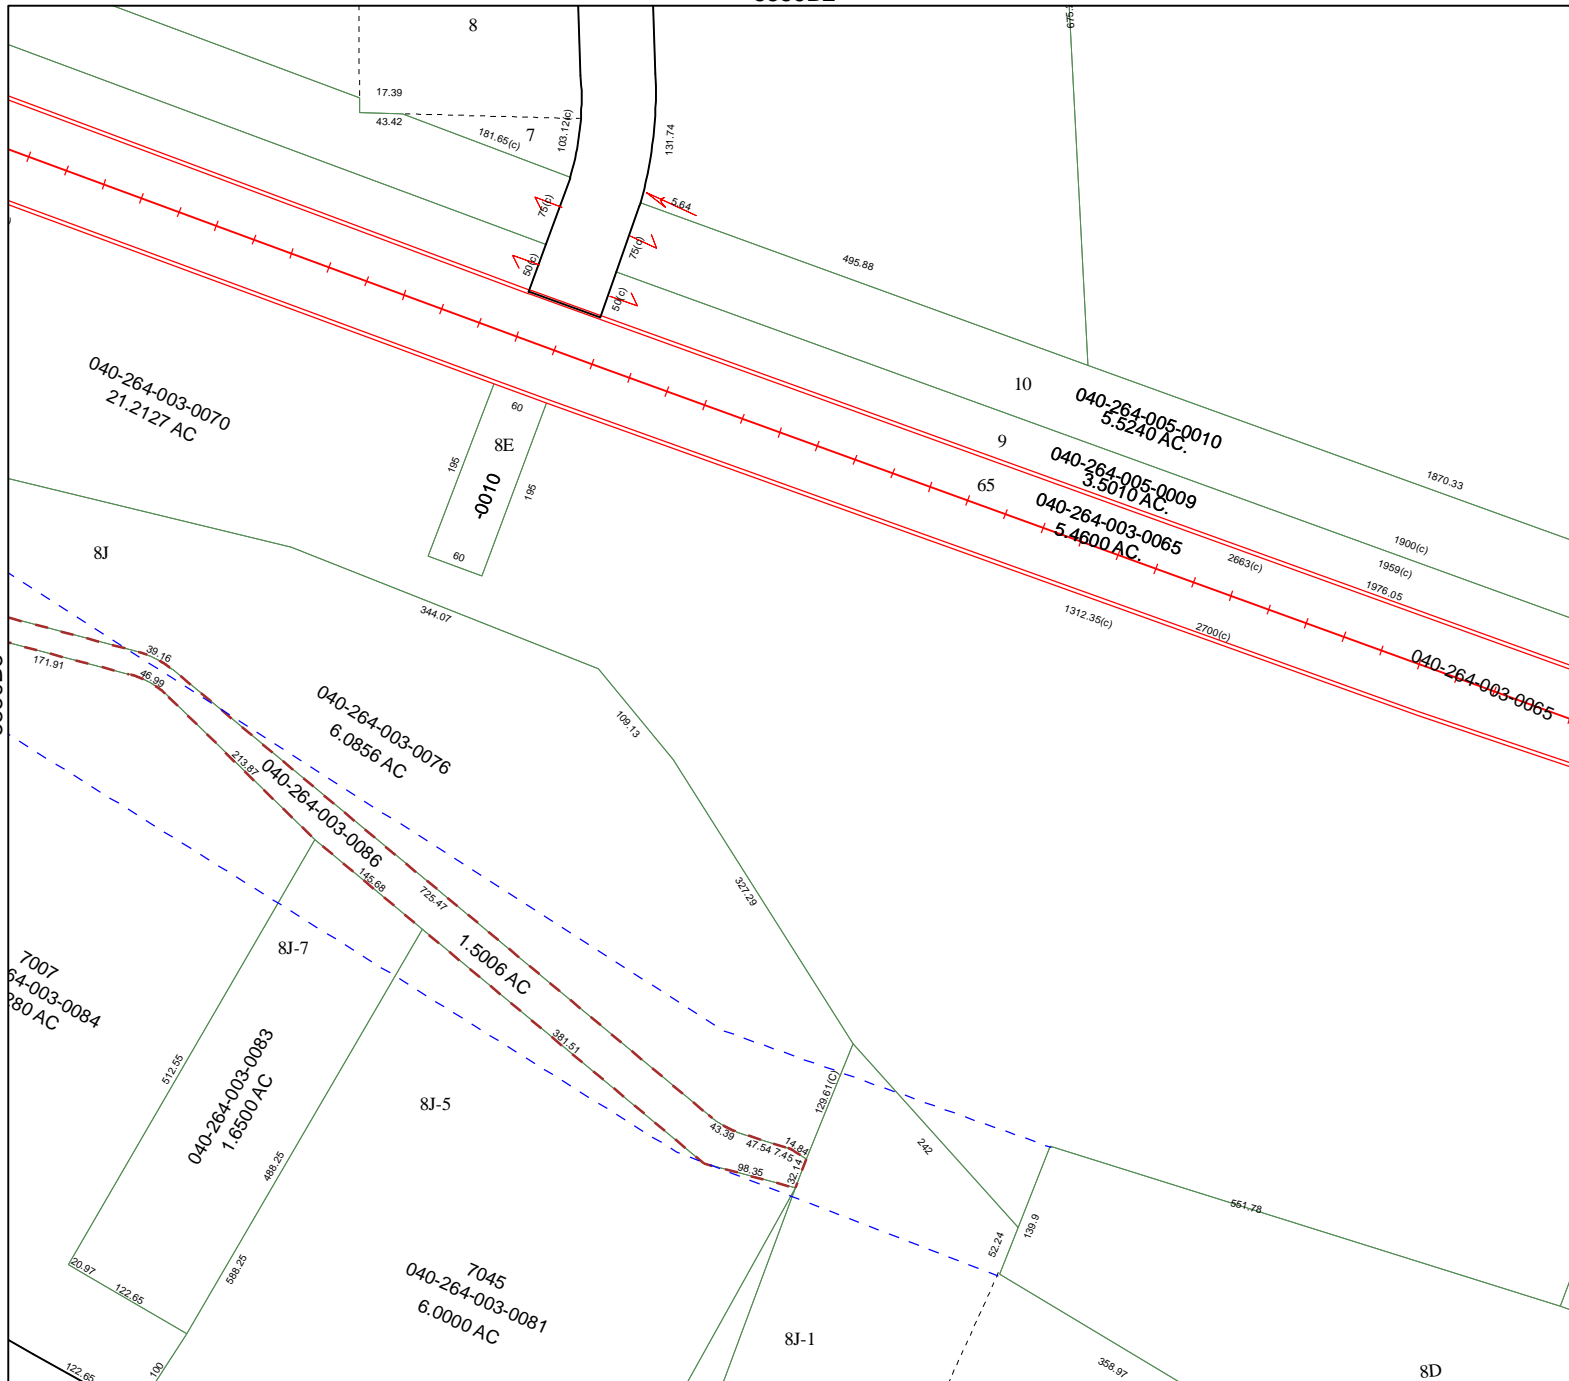 8
17.39
43.42
181.65(c)
7
103.12(c)
131.74
75(c)
5.64
75(c)
50(c)
50(c)
495.88
040-264-003-0070
21.2127 AC
60
8E
195
-0010
195
60
10
040-264-005-0010
5.5240 AC.
9
040-264-005-0009
3.5010 AC.
65
040-264-003-0065
5.4600 AC.
1870.33
1900(c)
1959(c)
2663(c)
1976.05
1312.35(c)
2700(c)
040-264-003-0065
8J
344.07
39.16
171.91
46.99
109.13
040-264-003-0076
6.0856 AC
213.87
040-264-003-0086
145.68
725.47
327.29
1.5006 AC
8J-7
7007
64-003-0084
280 AC
381.51
512.55
040-264-003-0083
1.6500 AC
8J-5
129.61(C)
43.39
47.54
7.45
14.84
98.35
32.14
242
488.25
551.78
139.9
52.24
20.97
122.65
588.25
7045
040-264-003-0081
6.0000 AC
8J-1
100
122.65
358.97
8D